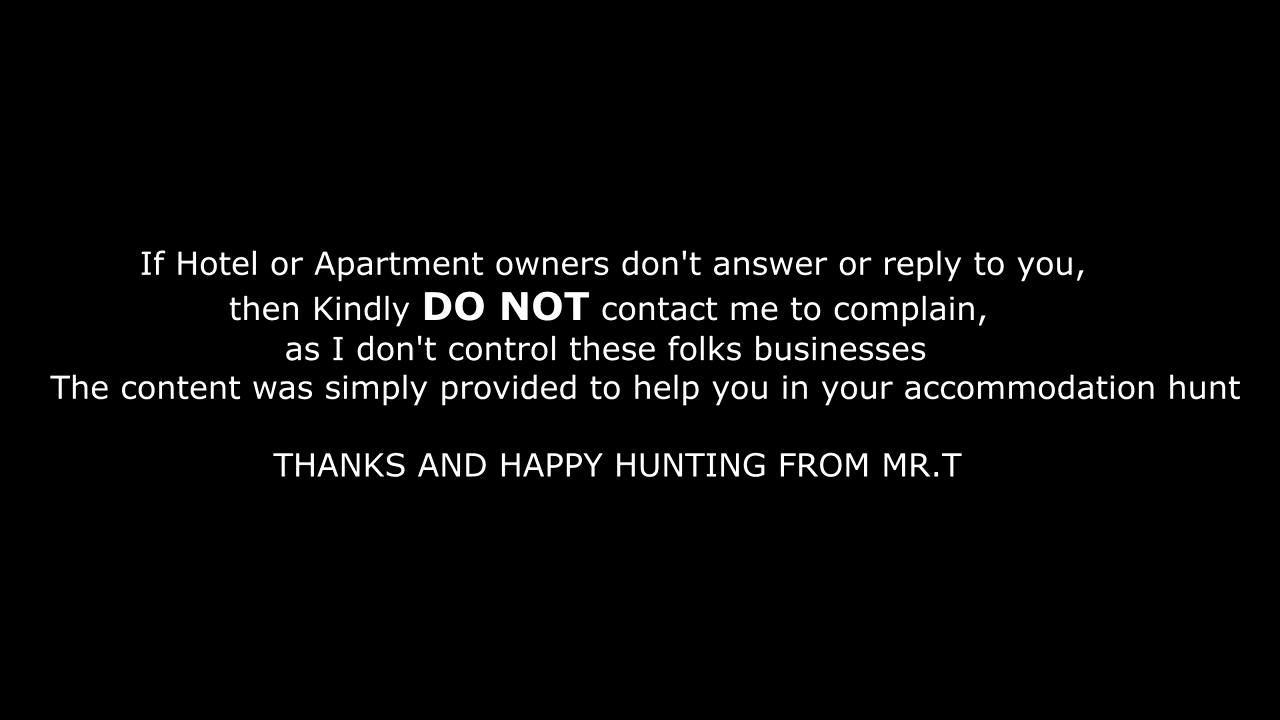 If Hotel or Apartment owners don't answer or reply to you,
then Kindly DO NOT contact me to complain,
as I don't control these folks businesses
The content was simply provided to help you in your accommodation hunt
THANKS AND HAPPY HUNTING FROM MR.T